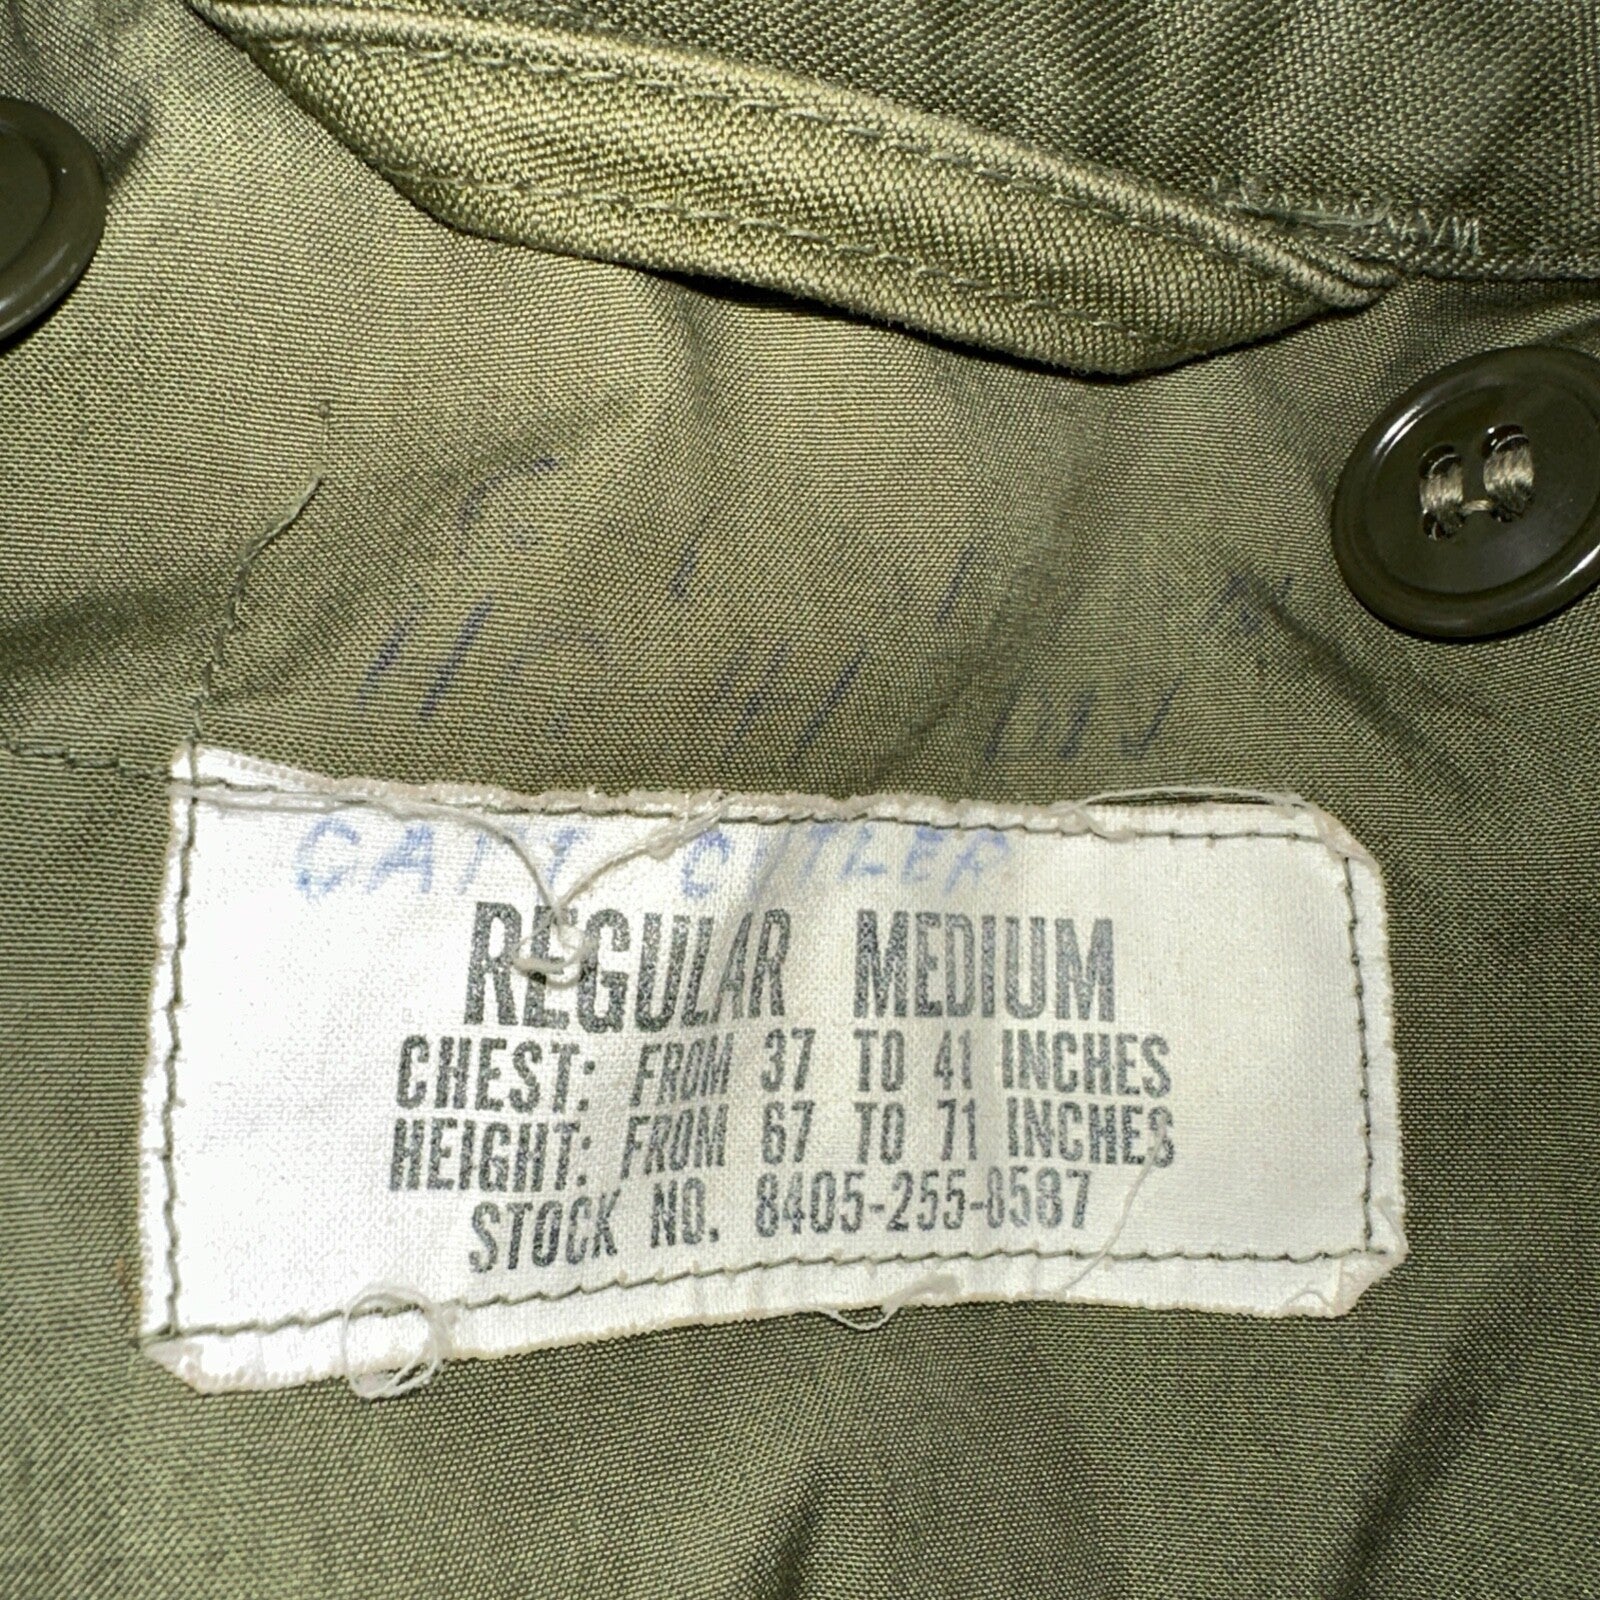 CAPT CUTLER
REGULAR MEDIUM
CHEST: FROM 37 TO 41 INCHES
HEIGHT: FROM 67 TO 71 INCHES
STOCK NO. 8405-255-8587